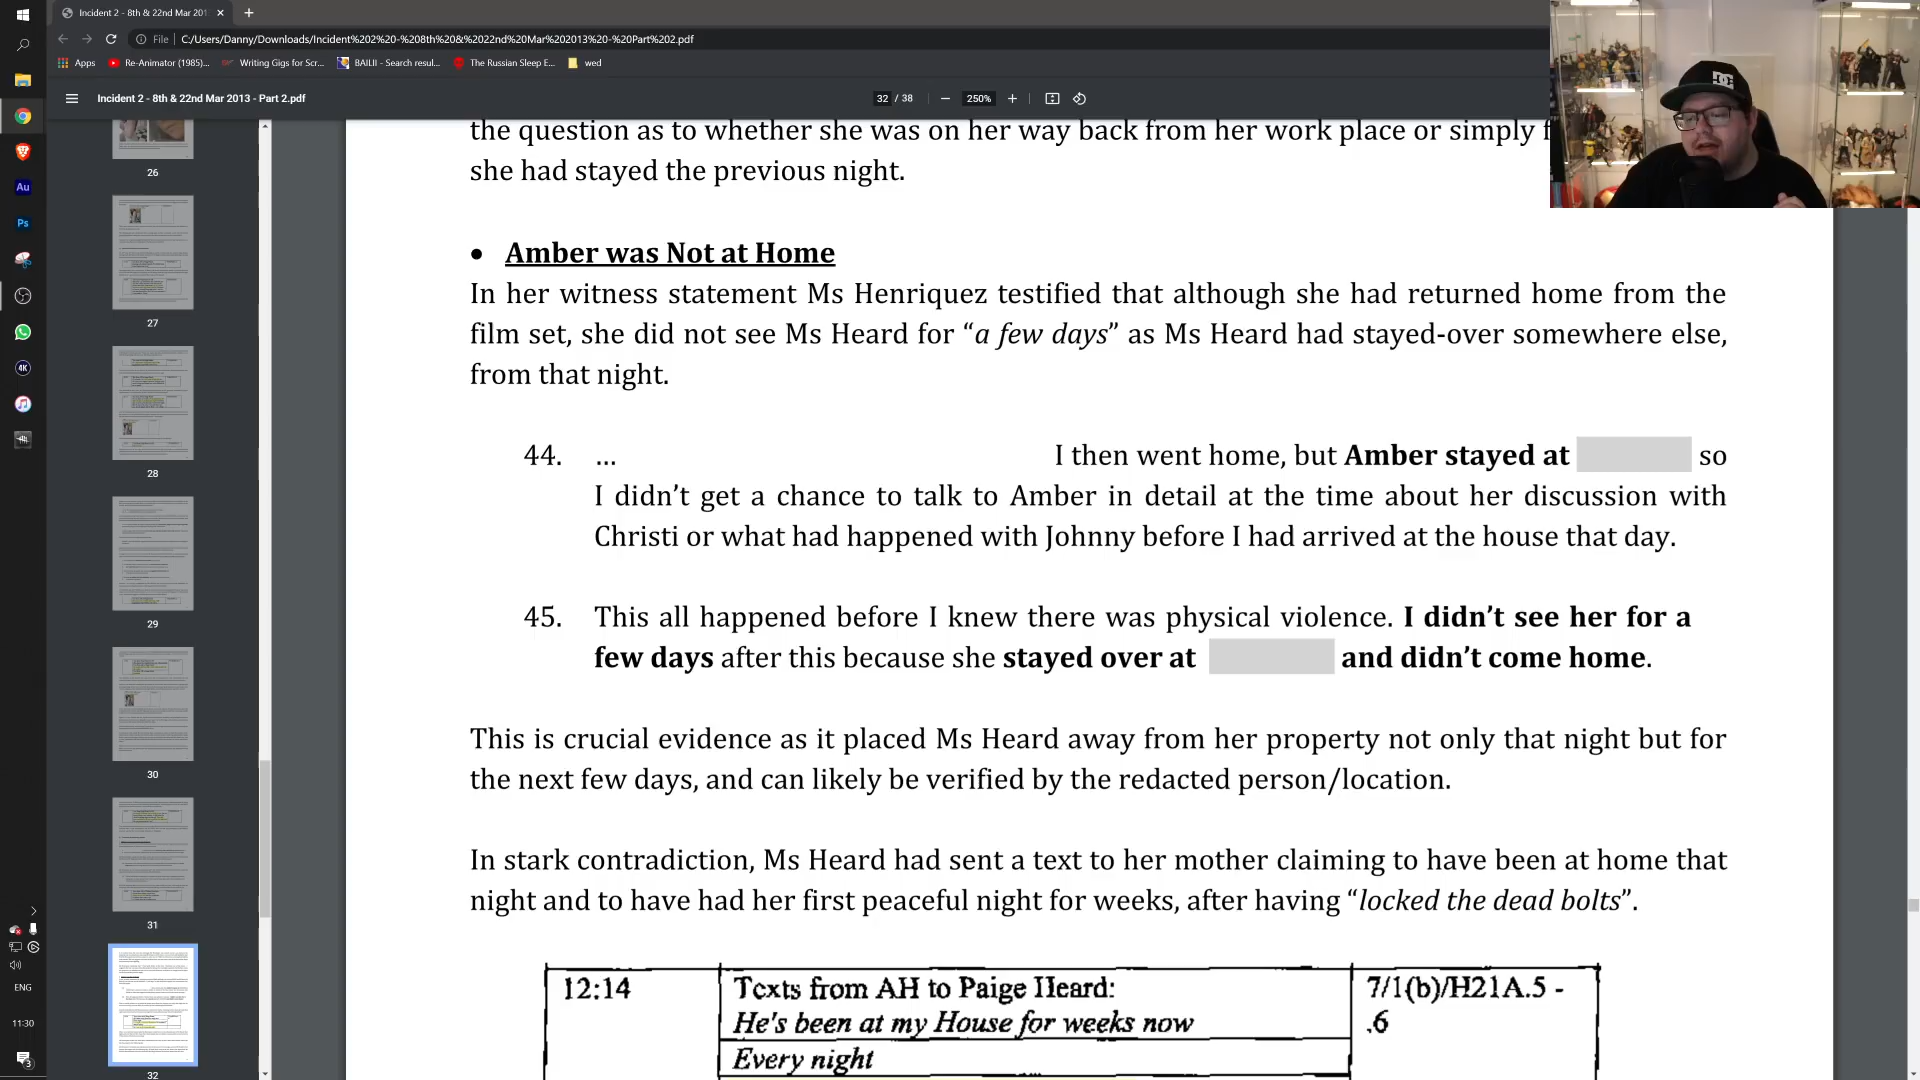 Incident 2 - 8th & 22nd Mar 201
File
C:/Users/Danny/Downloads/Incident%202%20-%208th%20&%2022nd%20Mar%202013%20-%20Part%202.pdf
Apps
Re-Animator (1985)...
Writing Gigs for Scr...
BAILII - Search resul...
The Russian Sleep E...
wed
Incident 2 - 8th & 22nd Mar 2013 - Part 2.pdf
32 / 38
250%
the question as to whether she was on her way back from her work place or simply f
she had stayed the previous night.
• Amber was Not at Home
In her witness statement Ms Henriquez testified that although she had returned home from the
film set, she did not see Ms Heard for “a few days” as Ms Heard had stayed-over somewhere else,
from that night.
44. ... I then went home, but Amber stayed at so
I didn’t get a chance to talk to Amber in detail at the time about her discussion with
Christi or what had happened with Johnny before I had arrived at the house that day.
45. This all happened before I knew there was physical violence. I didn’t see her for a
few days after this because she stayed over at and didn’t come home.
This is crucial evidence as it placed Ms Heard away from her property not only that night but for
the next few days, and can likely be verified by the redacted person/location.
In stark contradiction, Ms Heard had sent a text to her mother claiming to have been at home that
night and to have had her first peaceful night for weeks, after having “locked the dead bolts”.
12:14
Texts from AH to Paige Heard:
He's been at my House for weeks now
Every night
7/1(b)/H21A.5 -
.6
26
27
28
29
30
31
32
Au
Ps
4K
ENG
11:30
3
DC